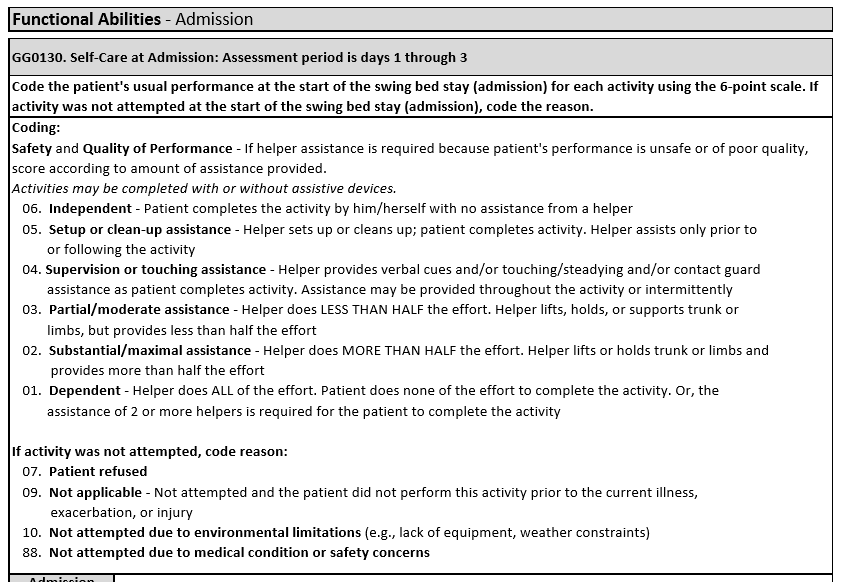 Functional Abilities - Admission
GG0130. Self-Care at Admission: Assessment period is days 1 through 3
Code the patient's usual performance at the start of the swing bed stay (admission) for each activity using the 6-point scale. If
activity was not attempted at the start of the swing bed stay (admission), code the reason.
Coding:
Safety and Quality of Performance - If helper assistance is required because patient's performance is unsafe or of poor quality,
score according to amount of assistance provided.
Activities may be completed with or without assistive devices.
06. Independent - Patient completes the activity by him/herself with no assistance from a helper
05. Setup or clean-up assistance - Helper sets up or cleans up; patient completes activity. Helper assists only prior to
or following the activity
04. Supervision or touching assistance - Helper provides verbal cues and/or touching/steadying and/or contact guard
assistance as patient completes activity. Assistance may be provided throughout the activity or intermittently
03. Partial/moderate assistance - Helper does LESS THAN HALF the effort. Helper lifts, holds, or supports trunk or
limbs, but provides less than half the effort
02. Substantial/maximal assistance - Helper does MORE THAN HALF the effort. Helper lifts or holds trunk or limbs and
provides more than half the effort
01. Dependent - Helper does ALL of the effort. Patient does none of the effort to complete the activity. Or, the
assistance of 2 or more helpers is required for the patient to complete the activity
If activity was not attempted, code reason:
07. Patient refused
09. Not applicable - Not attempted and the patient did not perform this activity prior to the current illness,
exacerbation, or injury
10. Not attempted due to environmental limitations (e.g., lack of equipment, weather constraints)
88. Not attempted due to medical condition or safety concerns
Admission